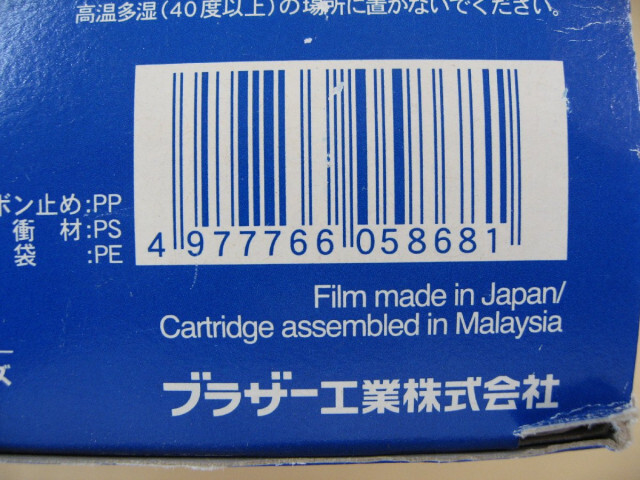 高温多湿(40度以上)の場所に置かないでください。
ボン止め:PP
衝材:PS
袋:PE
4 977766 058681
Film made in Japan/
Cartridge assembled in Malaysia
ブラザー工業株式会社